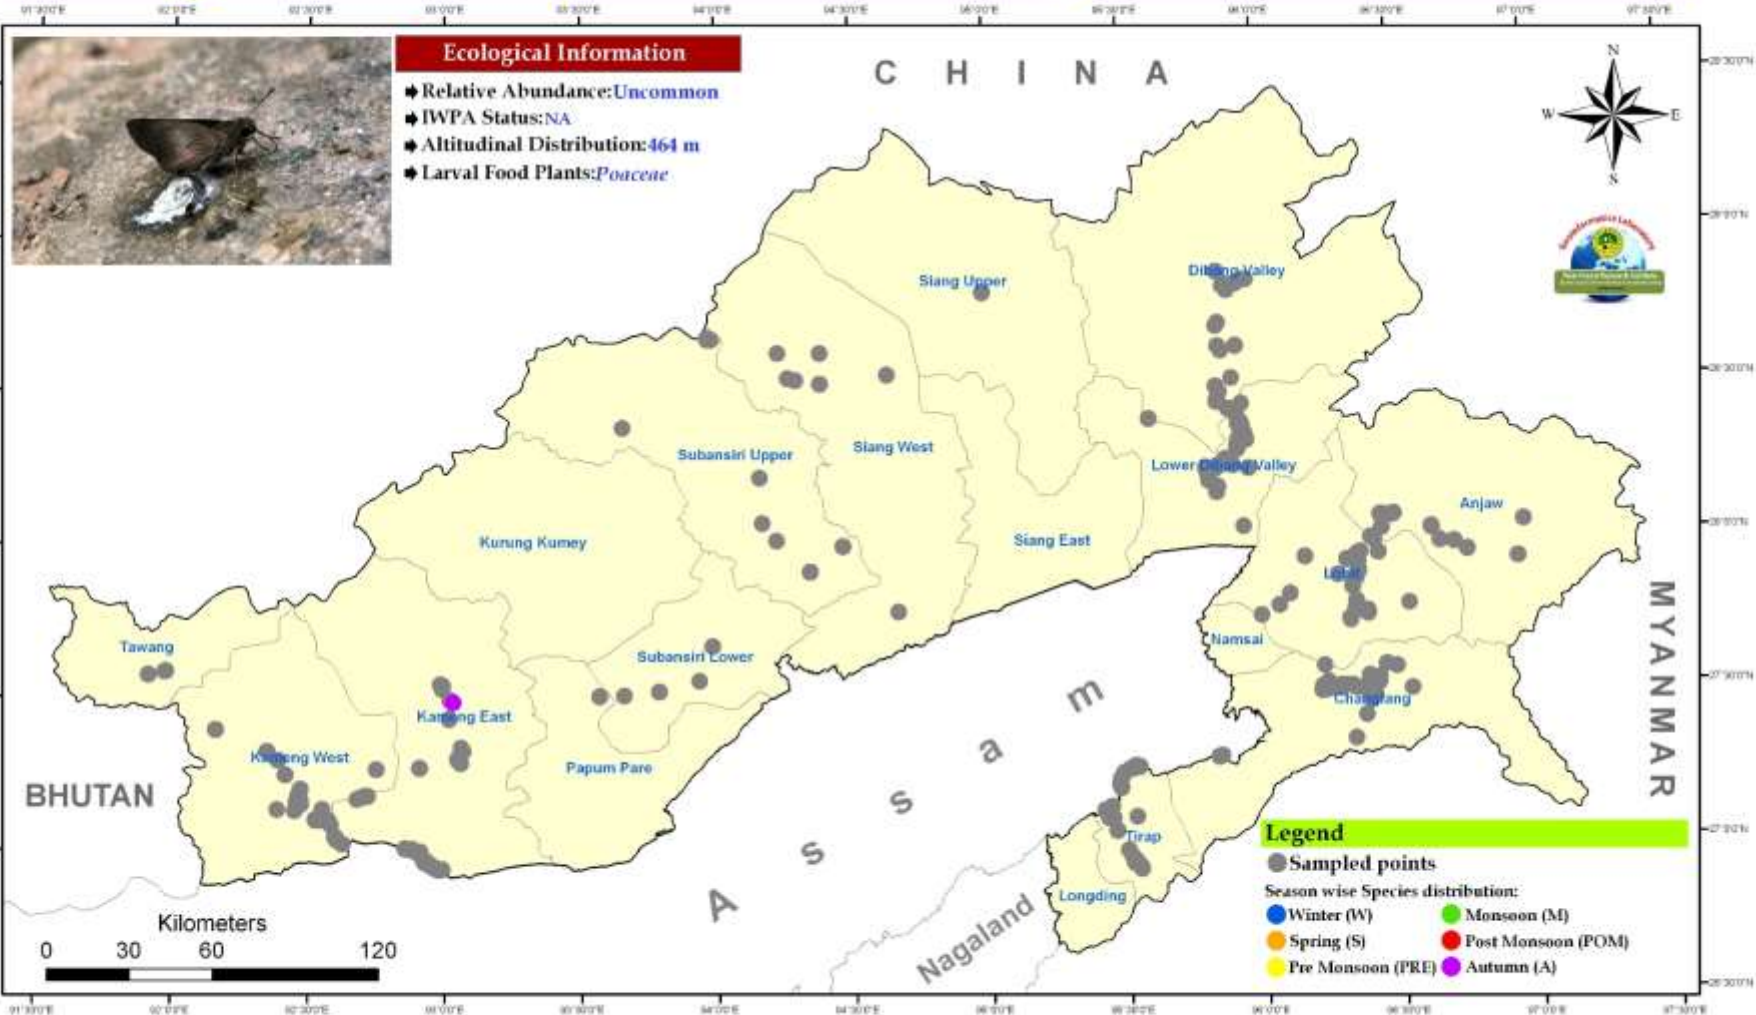 C H I N A
Ecological Information
Relative Abundance:Uncommon
IWPA Status:NA
Altitudinal Distribution:464 m
Larval Food Plants:Poaceae
N
W E
S
Siang Upper
Dibang Valley
Subansiri Upper
Siang West
Lower Dibang Valley
Anjaw
Kurung Kumey
Siang East
Lohit
Tawang
Subansiri Lower
Namsai
Kameng East
Changlang
Kameng West
Papum Pare
BHUTAN
MYANMAR
A s s a m
Tirap
Longding
Nagaland
Kilometers
0 30 60 120
Legend
Sampled points
Season wise Species distribution:
Winter (W) Monsoon (M)
Spring (S) Post Monsoon (POM)
Pre Monsoon (PRE) Autumn (A)